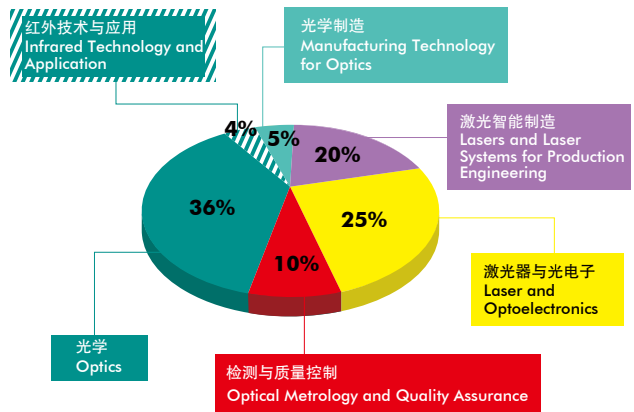 红外技术与应用
Infrared Technology and
Application
光学制造
Manufacturing Technology
for Optics
4%
5%
20%
激光智能制造
Lasers and Laser
Systems for Production
Engineering
36%
25%
10%
激光器与光电子
Laser and
Optoelectronics
光学
Optics
检测与质量控制
Optical Metrology and Quality Assurance